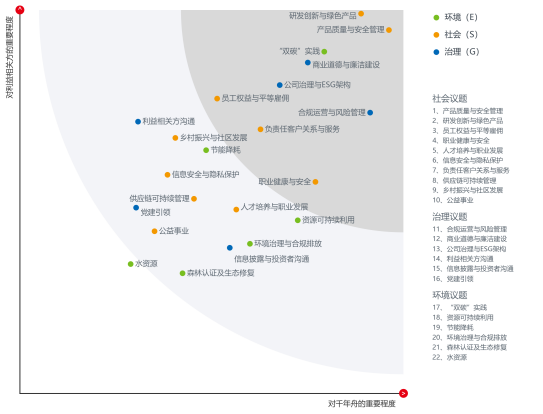 对利益相关方的重要程度
研发创新与绿色产品
产品质量与安全管理
“双碳”实践
商业道德与廉洁建设
公司治理与ESG架构
员工权益与平等雇佣
合规运营与风险管理
利益相关方沟通
负责任客户关系与服务
乡村振兴与社区发展
节能降耗
信息安全与隐私保护
职业健康与安全
供应链可持续管理
党建引领
人才培养与职业发展
资源可持续利用
公益事业
环境治理与合规排放
信息披露与投资者沟通
水资源
森林认证及生态修复
对千年舟的重要程度
环境（E）
社会（S）
治理（G）
社会议题
1、产品质量与安全管理
2、研发创新与绿色产品
3、员工权益与平等雇佣
4、职业健康与安全
5、人才培养与职业发展
6、信息安全与隐私保护
7、负责任客户关系与服务
8、供应链可持续管理
9、乡村振兴与社区发展
10、公益事业
治理议题
11、合规运营与风险管理
12、商业道德与廉洁建设
13、公司治理与ESG架构
14、利益相关方沟通
15、信息披露与投资者沟通
16、党建引领
环境议题
17、“双碳”实践
18、资源可持续利用
19、节能降耗
20、环境治理与合规排放
21、森林认证及生态修复
22、水资源